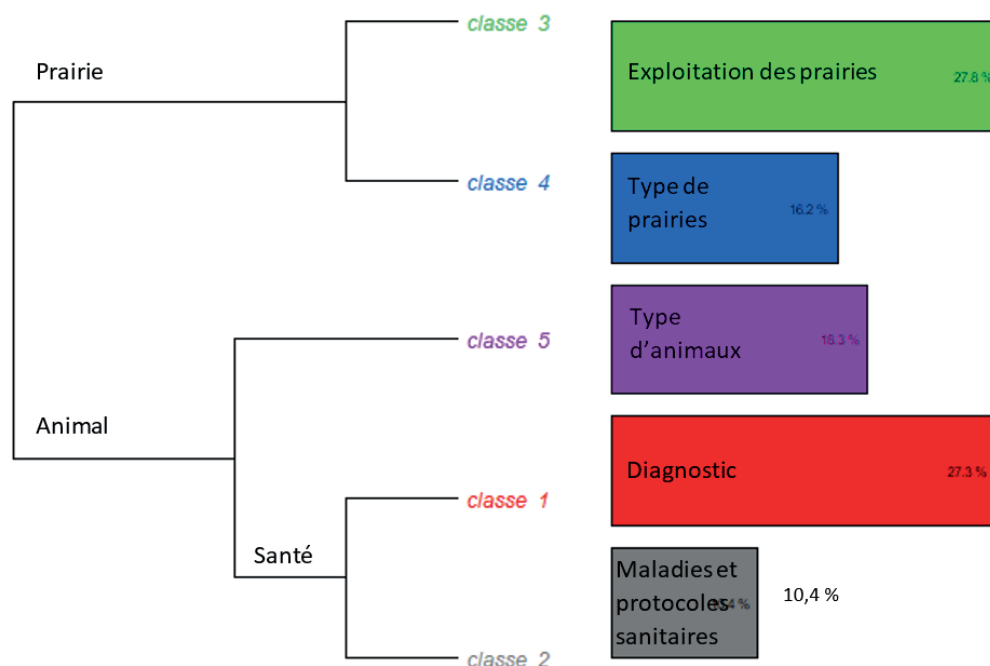 classe 3
Exploitation des prairies 27.8 %
Prairie
classe 4
Type de
prairies
16.2 %
classe 5
Type
d’animaux
18.3 %
Animal
classe 1
Diagnostic 27.3 %
Santé
Maladies et
protocoles
sanitaires
10,4 %
classe 2